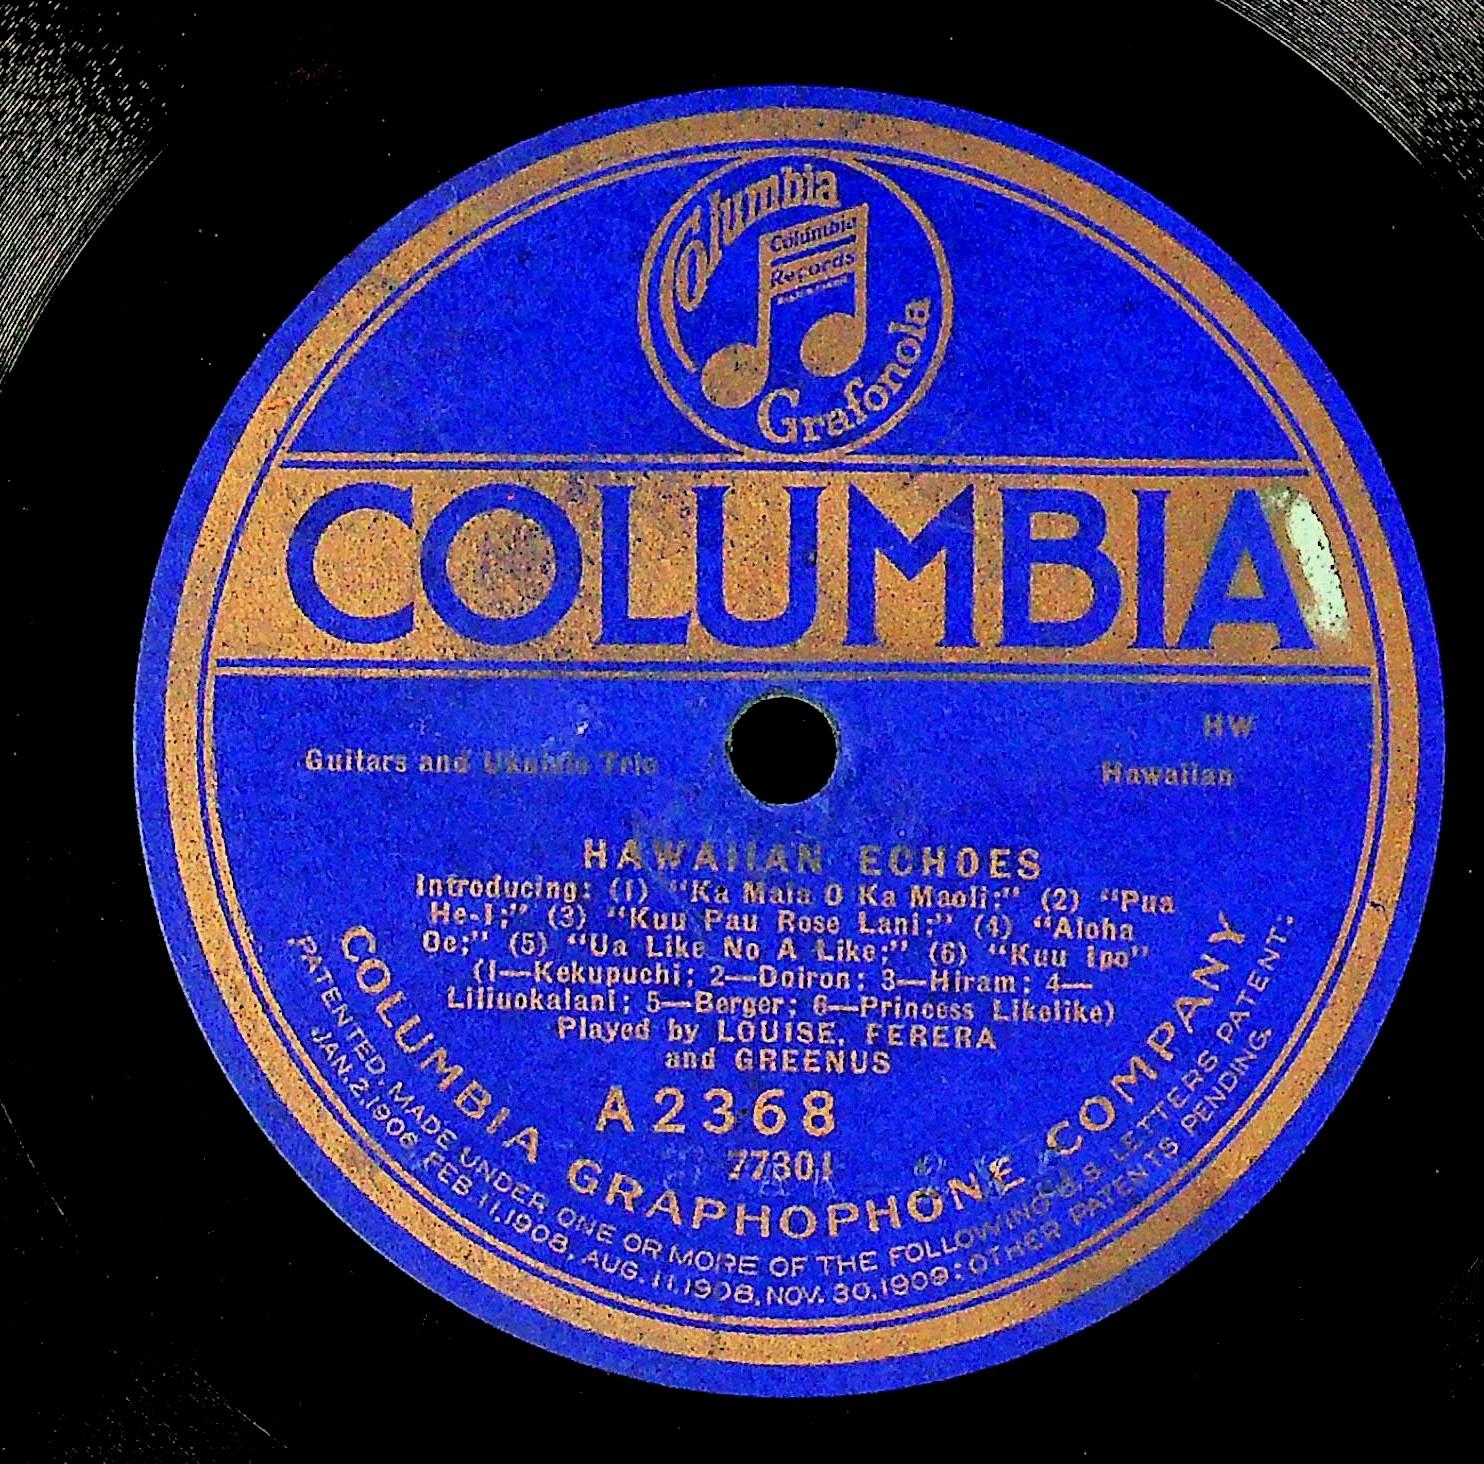 Columbia
Columbia
Records
Grafonola
COLUMBIA
HW
Guitars and Ukulele Trio
Hawaiian
HAWAIIAN ECHOES
Introducing: (1) "Ka Maia O Ka Maoli;" (2) "Pua
He-I;" (3) "Kuu Pau Rose Lani;" (4) "Aloha
Oe;" (5) "Ua Like No A Like;" (6) "Kuu Ipo"
(1—Kekupuchi; 2—Doiron; 3—Hiram; 4—
Liliuokalani; 5—Berger; 6—Princess Likelike)
Played by LOUISE, FERERA
and GREENUS
A2368
77301
COLUMBIA GRAPHOPHONE COMPANY
PATENTED; MADE UNDER ONE OR MORE OF THE FOLLOWING U.S. LETTERS PATENT:
JAN.2,1906, FEB.11,1908, AUG.11,1908, NOV. 30,1909: OTHER PATENTS PENDING.